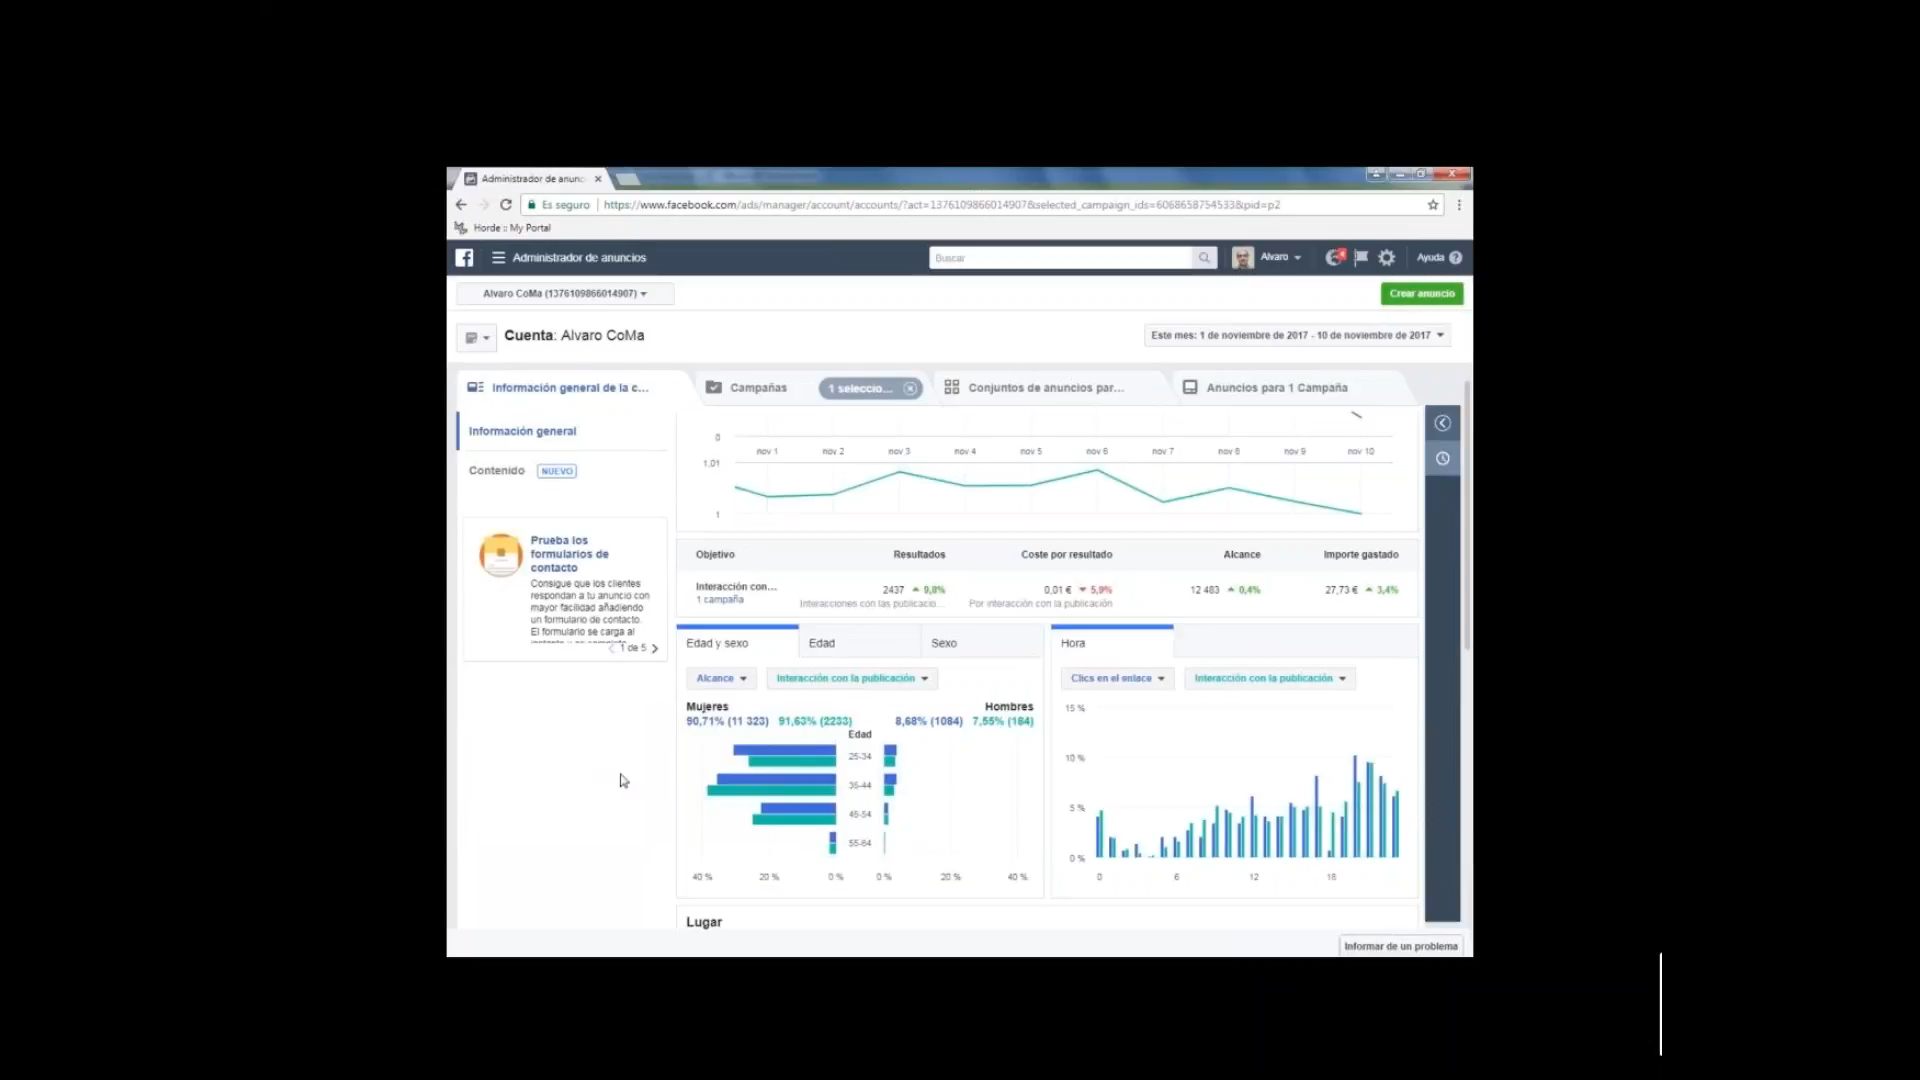 Administrador de anunc
Es seguro
https://www.facebook.com/ads/manager/account/accounts/?act=1376109866014907&selected_campaign_ids=6068658754533&pid=p2
Horde :: My Portal
Administrador de anuncios
Buscar
Alvaro
Ayuda
Alvaro CoMa (1376109866014907)
Crear anuncio
Cuenta: Alvaro CoMa
Este mes: 1 de noviembre de 2017 - 10 de noviembre de 2017
Información general de la c...
Campañas
1 seleccio...
Conjuntos de anuncios par...
Anuncios para 1 Campaña
Información general
Contenido NUEVO
Prueba los
formularios de
contacto
Consigue que los clientes
respondan a tu anuncio con
mayor facilidad añadiendo
un formulario de contacto.
El formulario se carga al
1 de 5
0
nov 1 nov 2 nov 3 nov 4 nov 5 nov 6 nov 7 nov 8 nov 9 nov 10
1,01
1
Objetivo Resultados Coste por resultado Alcance Importe gastado
Interacción con... 2437 0,01 € 5,9% 12 483 0,4% 27,73 € 3,4%
1 campaña Interacciones con las publicacio... Por interacción con la publicación
Edad y sexo Edad Sexo
Alcance Interacción con la publicación
Mujeres Hombres
90,71% (11 323) 91,63% (2233) 8,68% (1084) 7,55% (184)
Edad
25-34
35-44
45-54
55-64
40 % 20 % 0 % 0 % 20 % 40 %
Hora
Clics en el enlace Interacción con la publicación
15 %
10 %
5 %
0 %
0 6 12 18
Lugar
Informar de un problema